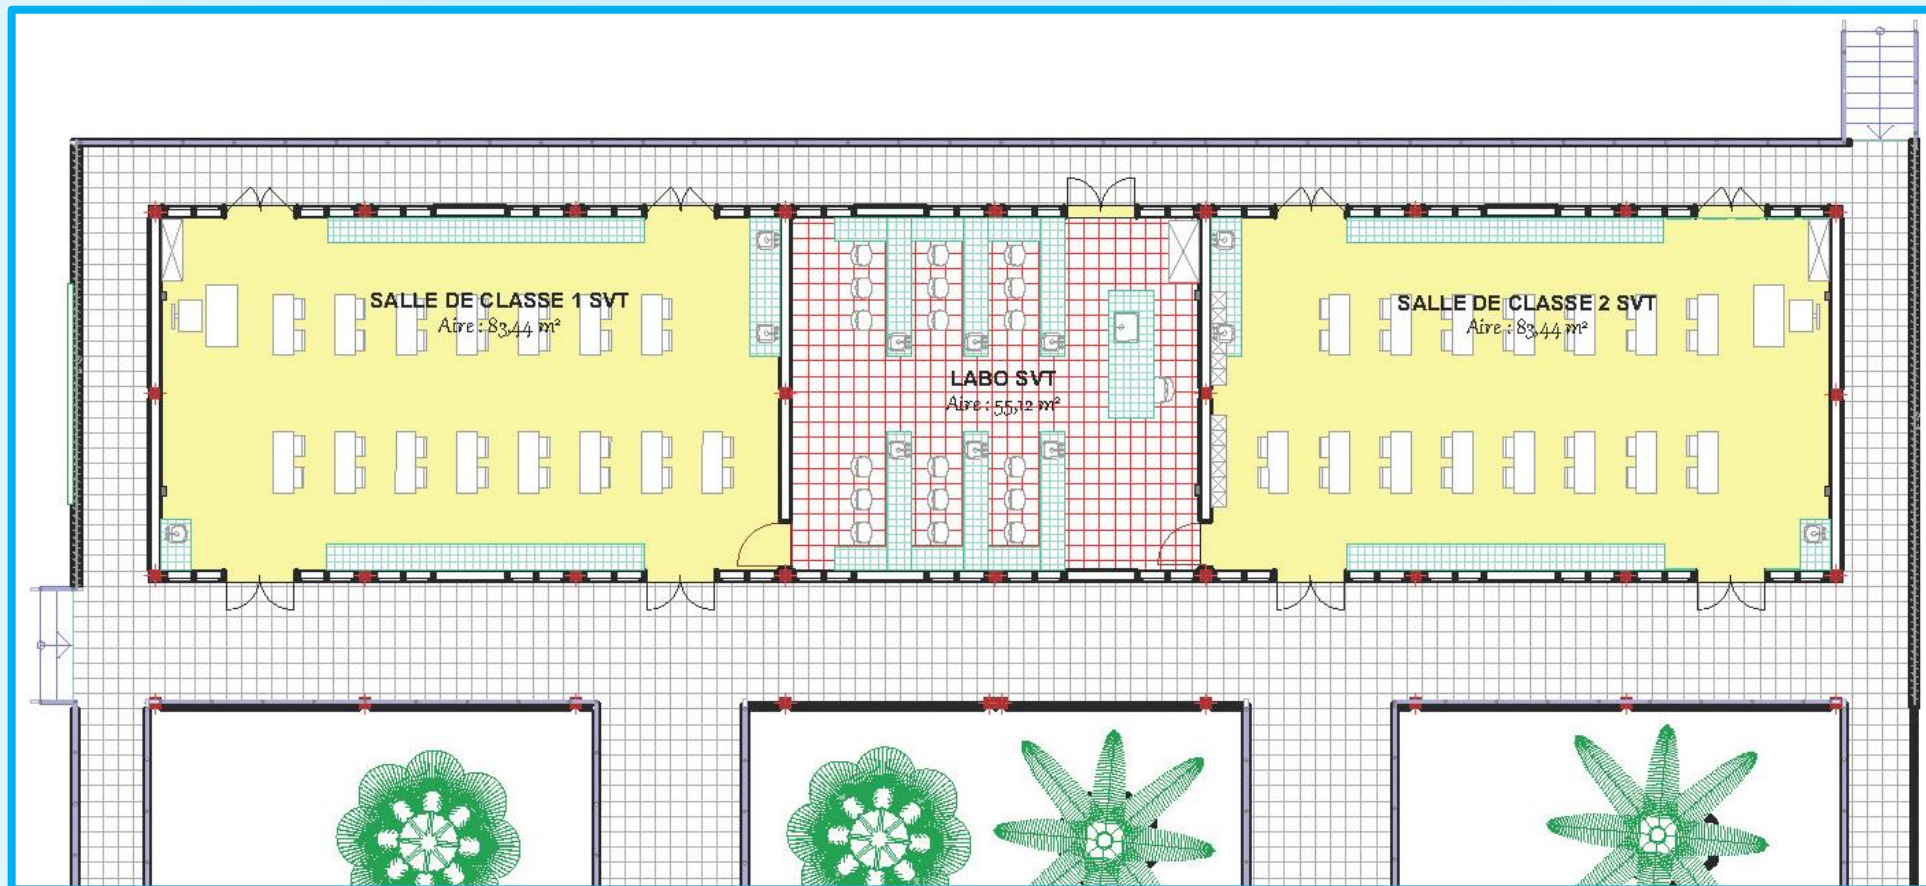 SALLE DE CLASSE 1 SVT
Aire : 83,44 m²
LABO SVT
Aire : 55,12 m²
SALLE DE CLASSE 2 SVT
Aire : 83,44 m²